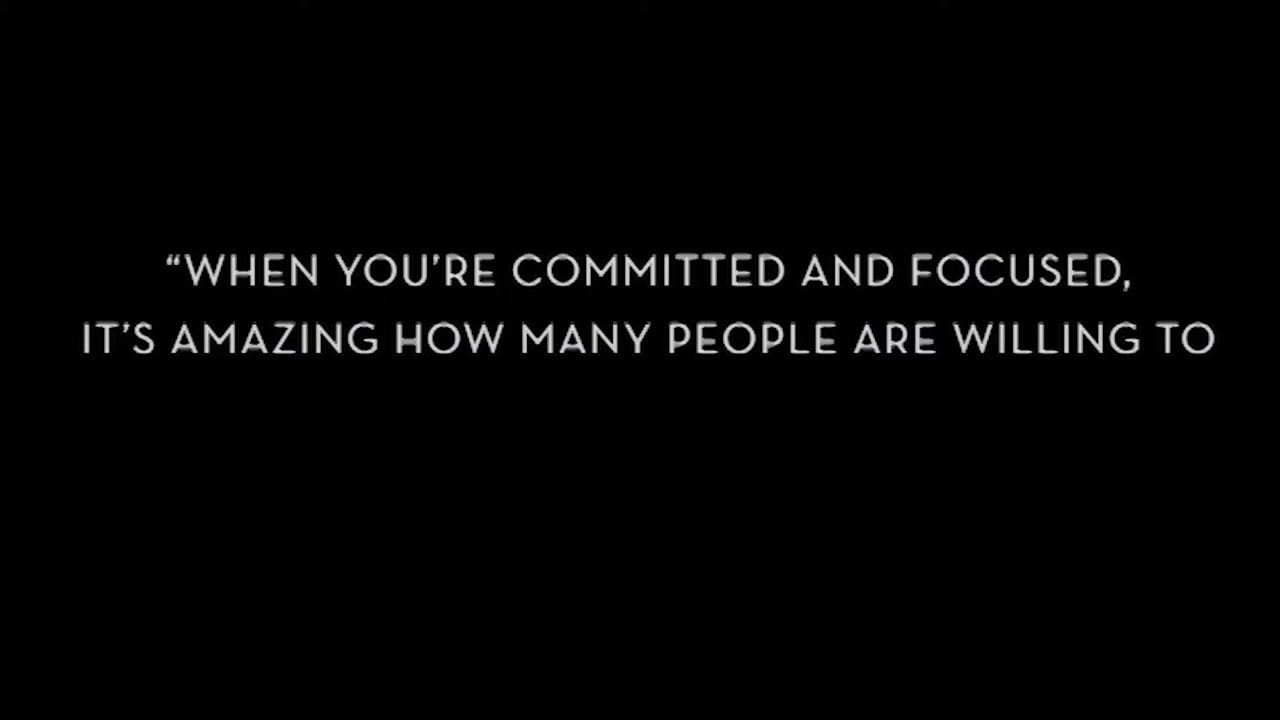 “WHEN YOU’RE COMMITTED AND FOCUSED,
IT’S AMAZING HOW MANY PEOPLE ARE WILLING TO